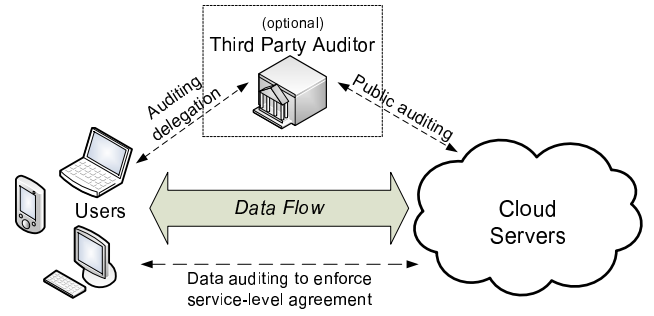 (optional)
Third Party Auditor
Auditing
delegation
Public auditing
Users
Data Flow
Cloud
Servers
Data auditing to enforce
service-level agreement